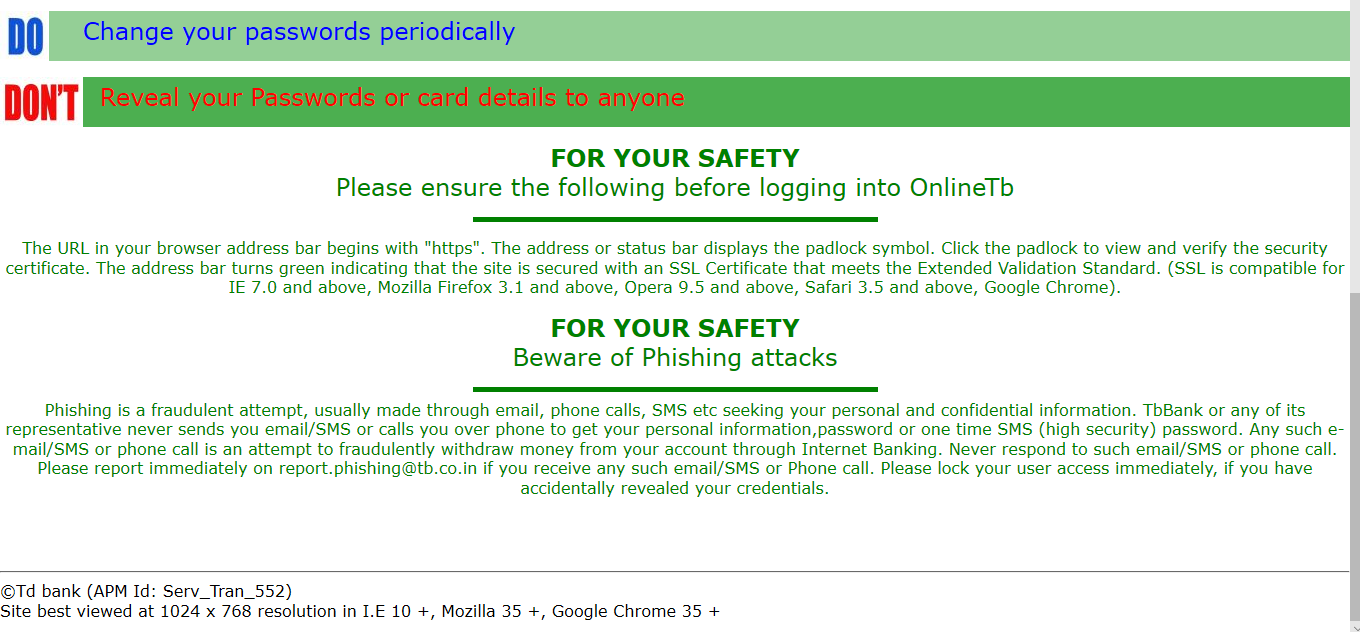 DO Change your passwords periodically
DON'T Reveal your Passwords or card details to anyone
FOR YOUR SAFETY
Please ensure the following before logging into OnlineTb
The URL in your browser address bar begins with "https". The address or status bar displays the padlock symbol. Click the padlock to view and verify the security
certificate. The address bar turns green indicating that the site is secured with an SSL Certificate that meets the Extended Validation Standard. (SSL is compatible for
IE 7.0 and above, Mozilla Firefox 3.1 and above, Opera 9.5 and above, Safari 3.5 and above, Google Chrome).
FOR YOUR SAFETY
Beware of Phishing attacks
Phishing is a fraudulent attempt, usually made through email, phone calls, SMS etc seeking your personal and confidential information. TbBank or any of its
representative never sends you email/SMS or calls you over phone to get your personal information,password or one time SMS (high security) password. Any such e-
mail/SMS or phone call is an attempt to fraudulently withdraw money from your account through Internet Banking. Never respond to such email/SMS or phone call.
Please report immediately on report.phishing@tb.co.in if you receive any such email/SMS or Phone call. Please lock your user access immediately, if you have
accidentally revealed your credentials.
©Td bank (APM Id: Serv_Tran_552)
Site best viewed at 1024 x 768 resolution in I.E 10 +, Mozilla 35 +, Google Chrome 35 +